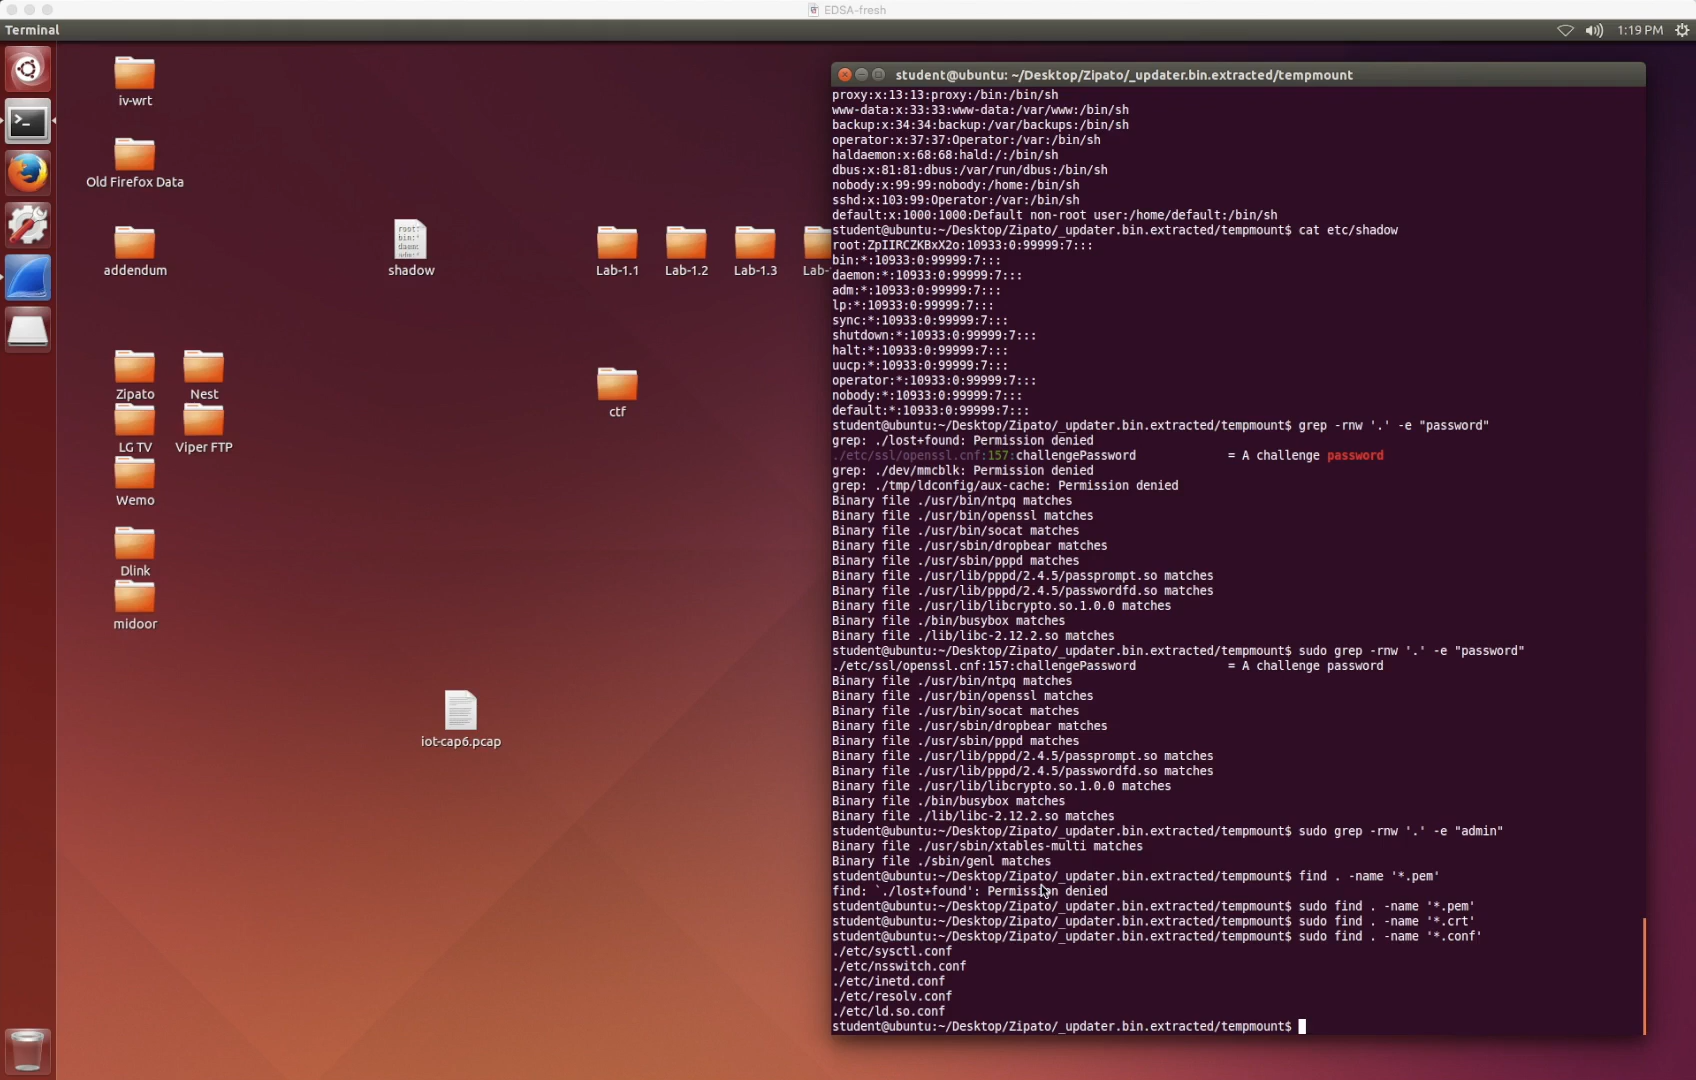 EDSA-fresh
Terminal
1:19 PM
iv-wrt
Old Firefox Data
addendum
root:
bin:*
daem
shadow
Lab-1.1
Lab-1.2
Lab-1.3
Lab-
Zipato
Nest
LG TV
Viper FTP
Wemo
Dlink
midoor
ctf
iot-cap6.pcap
student@ubuntu: ~/Desktop/Zipato/_updater.bin.extracted/tempmount
proxy:x:13:13:proxy:/bin:/bin/sh
www-data:x:33:33:www-data:/var/www:/bin/sh
backup:x:34:34:backup:/var/backups:/bin/sh
operator:x:37:37:Operator:/var:/bin/sh
haldaemon:x:68:68:hald:/:/bin/sh
dbus:x:81:81:dbus:/var/run/dbus:/bin/sh
nobody:x:99:99:nobody:/home:/bin/sh
sshd:x:103:99:Operator:/var:/bin/sh
default:x:1000:1000:Default non-root user:/home/default:/bin/sh
student@ubuntu:~/Desktop/Zipato/_updater.bin.extracted/tempmount$ cat etc/shadow
root:ZpIIRCZKBxX2o:10933:0:99999:7:::
bin:*:10933:0:99999:7:::
daemon:*:10933:0:99999:7:::
adm:*:10933:0:99999:7:::
lp:*:10933:0:99999:7:::
sync:*:10933:0:99999:7:::
shutdown:*:10933:0:99999:7:::
halt:*:10933:0:99999:7:::
uucp:*:10933:0:99999:7:::
operator:*:10933:0:99999:7:::
nobody:*:10933:0:99999:7:::
default:*:10933:0:99999:7:::
student@ubuntu:~/Desktop/Zipato/_updater.bin.extracted/tempmount$ grep -rnw '.' -e "password"
grep: ./lost+found: Permission denied
./etc/ssl/openssl.cnf:157:challengePassword = A challenge password
grep: ./dev/mmcblk: Permission denied
grep: ./tmp/ldconfig/aux-cache: Permission denied
Binary file ./usr/bin/ntpq matches
Binary file ./usr/bin/openssl matches
Binary file ./usr/bin/socat matches
Binary file ./usr/sbin/dropbear matches
Binary file ./usr/sbin/pppd matches
Binary file ./usr/lib/pppd/2.4.5/passprompt.so matches
Binary file ./usr/lib/pppd/2.4.5/passwordfd.so matches
Binary file ./usr/lib/libcrypto.so.1.0.0 matches
Binary file ./bin/busybox matches
Binary file ./lib/libc-2.12.2.so matches
student@ubuntu:~/Desktop/Zipato/_updater.bin.extracted/tempmount$ sudo grep -rnw '.' -e "password"
./etc/ssl/openssl.cnf:157:challengePassword = A challenge password
Binary file ./usr/bin/ntpq matches
Binary file ./usr/bin/openssl matches
Binary file ./usr/bin/socat matches
Binary file ./usr/sbin/dropbear matches
Binary file ./usr/sbin/pppd matches
Binary file ./usr/lib/pppd/2.4.5/passprompt.so matches
Binary file ./usr/lib/pppd/2.4.5/passwordfd.so matches
Binary file ./usr/lib/libcrypto.so.1.0.0 matches
Binary file ./bin/busybox matches
Binary file ./lib/libc-2.12.2.so matches
student@ubuntu:~/Desktop/Zipato/_updater.bin.extracted/tempmount$ sudo grep -rnw '.' -e "admin"
Binary file ./usr/sbin/xtables-multi matches
Binary file ./sbin/genl matches
student@ubuntu:~/Desktop/Zipato/_updater.bin.extracted/tempmount$ find . -name '*.pem'
find: `./lost+found': Permission denied
student@ubuntu:~/Desktop/Zipato/_updater.bin.extracted/tempmount$ sudo find . -name '*.pem'
student@ubuntu:~/Desktop/Zipato/_updater.bin.extracted/tempmount$ sudo find . -name '*.crt'
student@ubuntu:~/Desktop/Zipato/_updater.bin.extracted/tempmount$ sudo find . -name '*.conf'
./etc/sysctl.conf
./etc/nsswitch.conf
./etc/inetd.conf
./etc/resolv.conf
./etc/ld.so.conf
student@ubuntu:~/Desktop/Zipato/_updater.bin.extracted/tempmount$